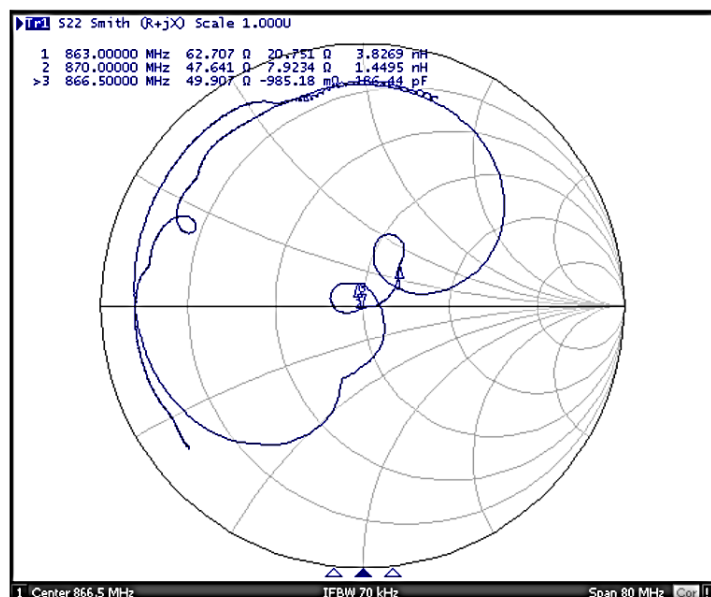 Tr1 S22 Smith (R+jX) Scale 1.000U
1 863.00000 MHz 62.707 Ω 20.751 Ω 3.8269 nH
2 870.00000 MHz 47.641 Ω 7.9234 Ω 1.4495 nH
>3 866.50000 MHz 49.907 Ω -985.18 mΩ -186.44 pF
1 Center 866.5 MHz IFBW 70 kHz Span 80 MHz Cor !